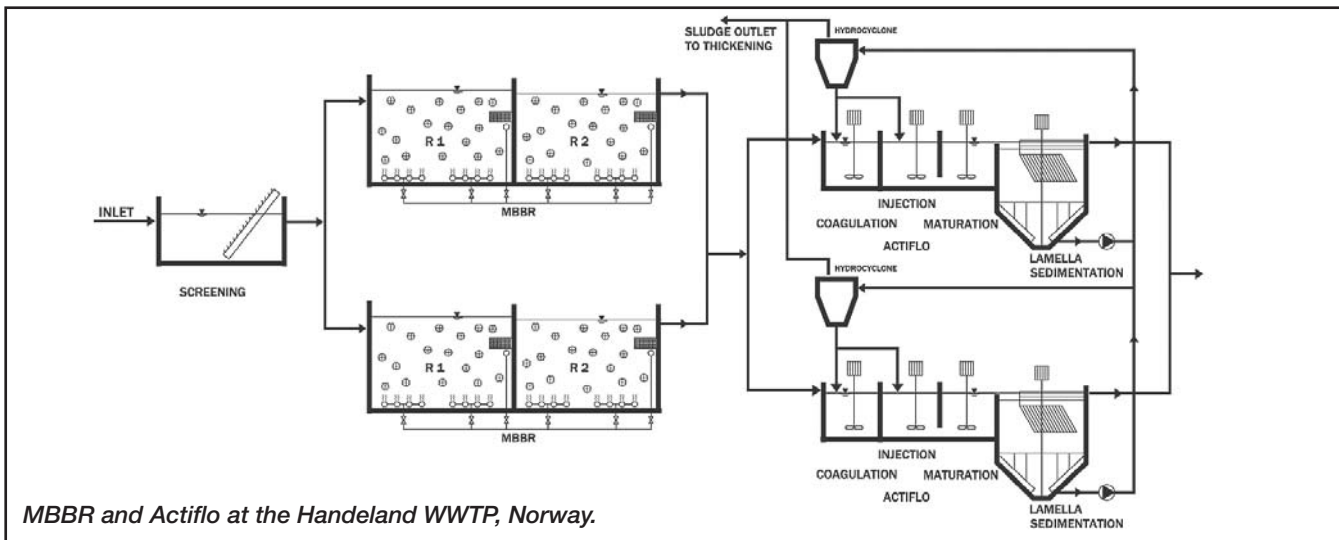 SLUDGE OUTLET
TO THICKENING
HYDROCYCLONE
R1
R2
INLET
MBBR
SCREENING
INJECTION
COAGULATION
MATURATION
ACTIFLO
LAMELLA
SEDIMENTATION
HYDROCYCLONE
R1
R2
MBBR
INJECTION
COAGULATION
MATURATION
ACTIFLO
LAMELLA
SEDIMENTATION
MBBR and Actiflo at the Handeland WWTP, Norway.